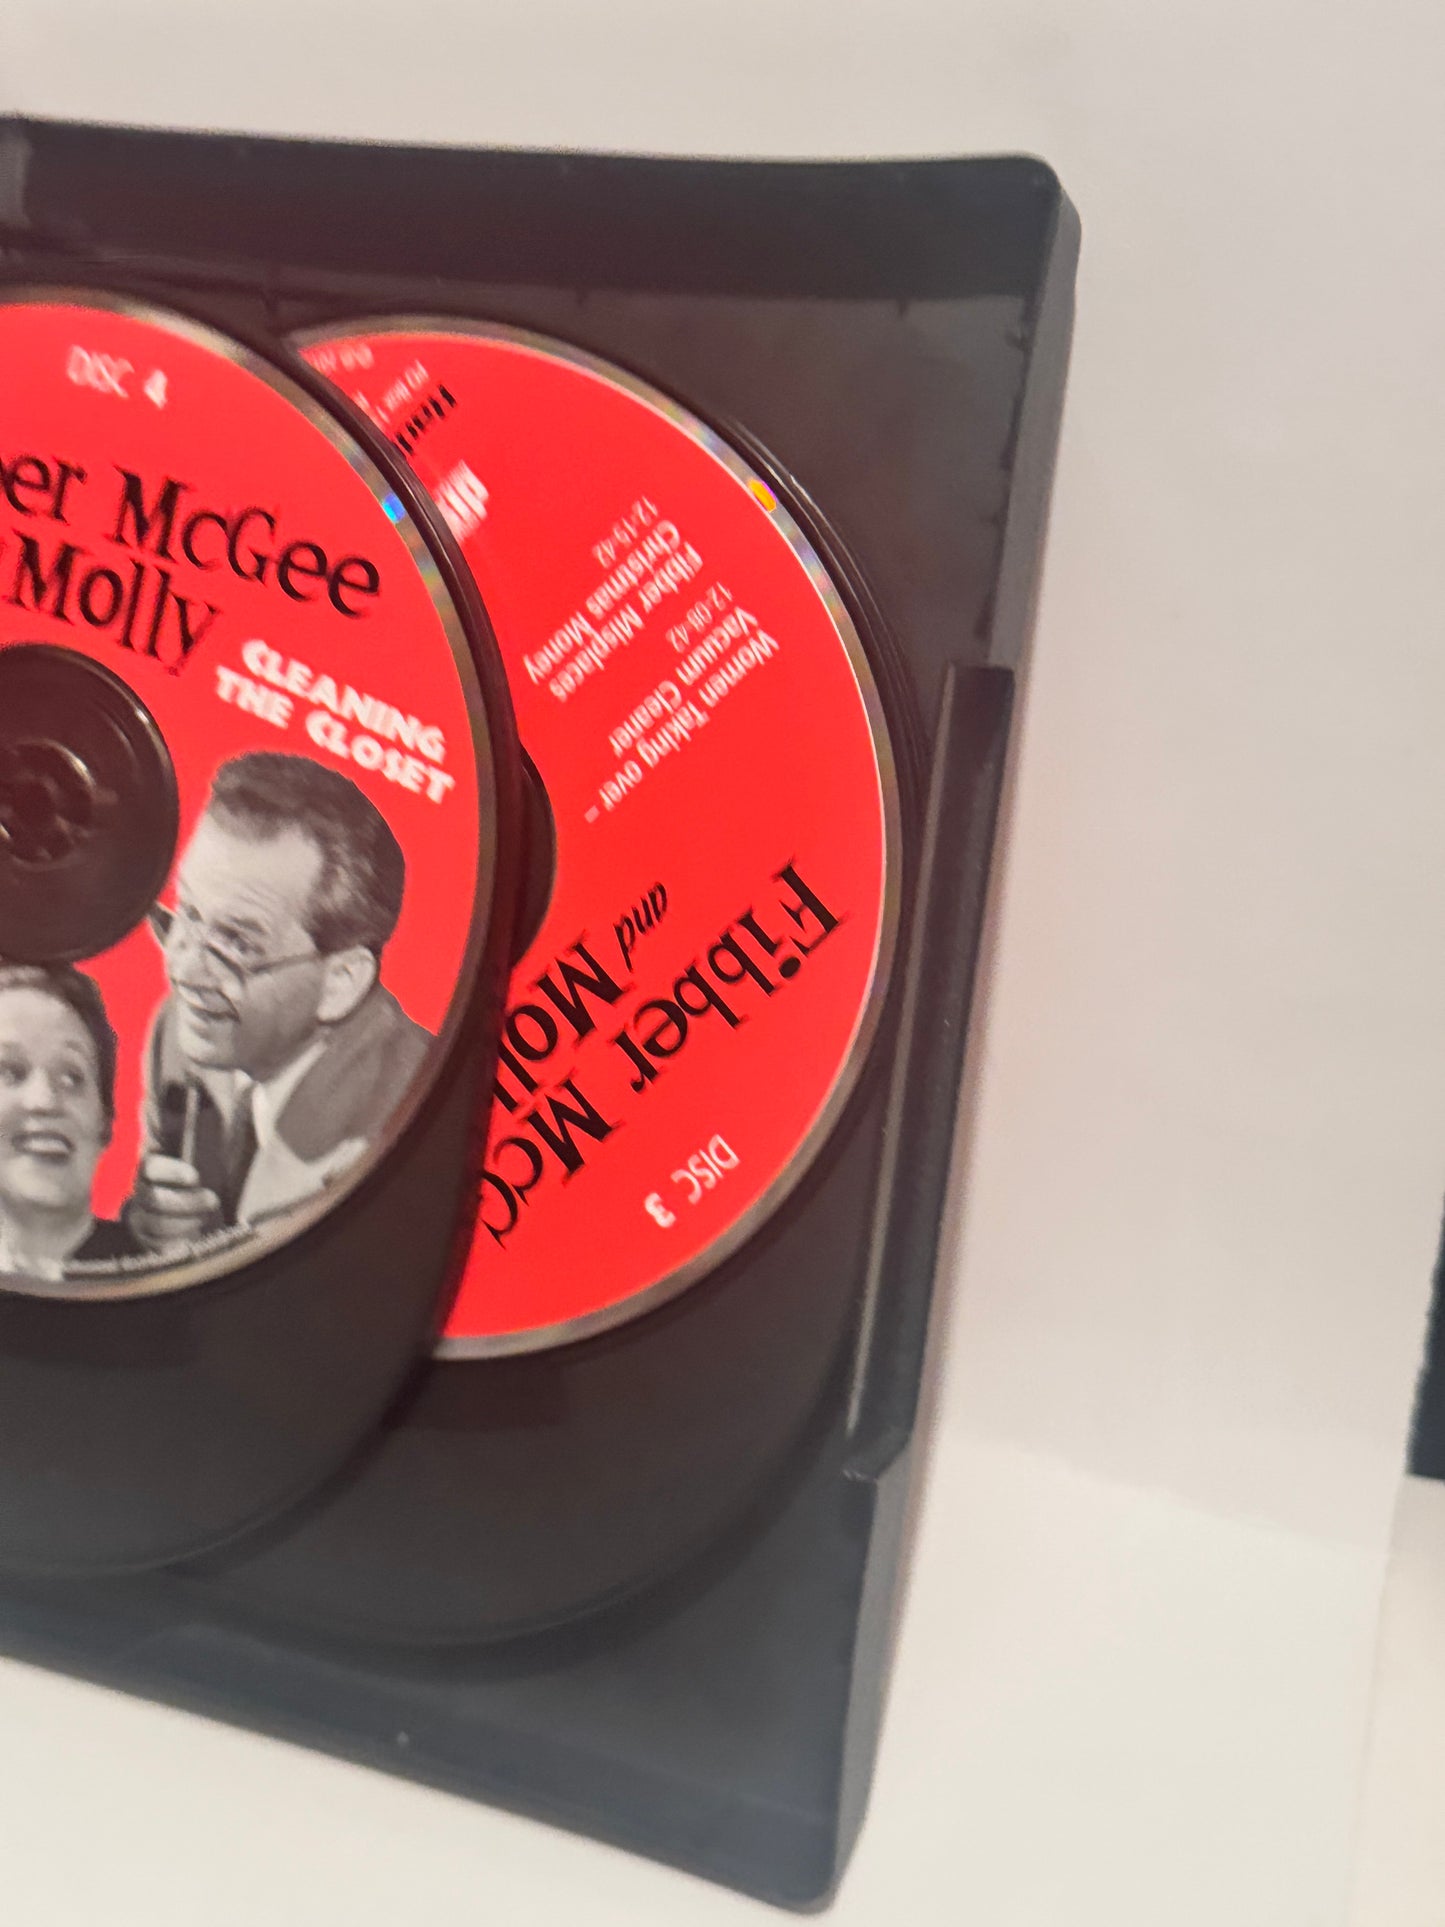 DISC 4
McGee
Molly
CLEANING
THE CLOSET
Women Taking over –
Vacuum Cleaner
12-08-42
Fibber Misplaces
Christmas Money
12-15-42
Fibber McG
and Moll
DISC 3